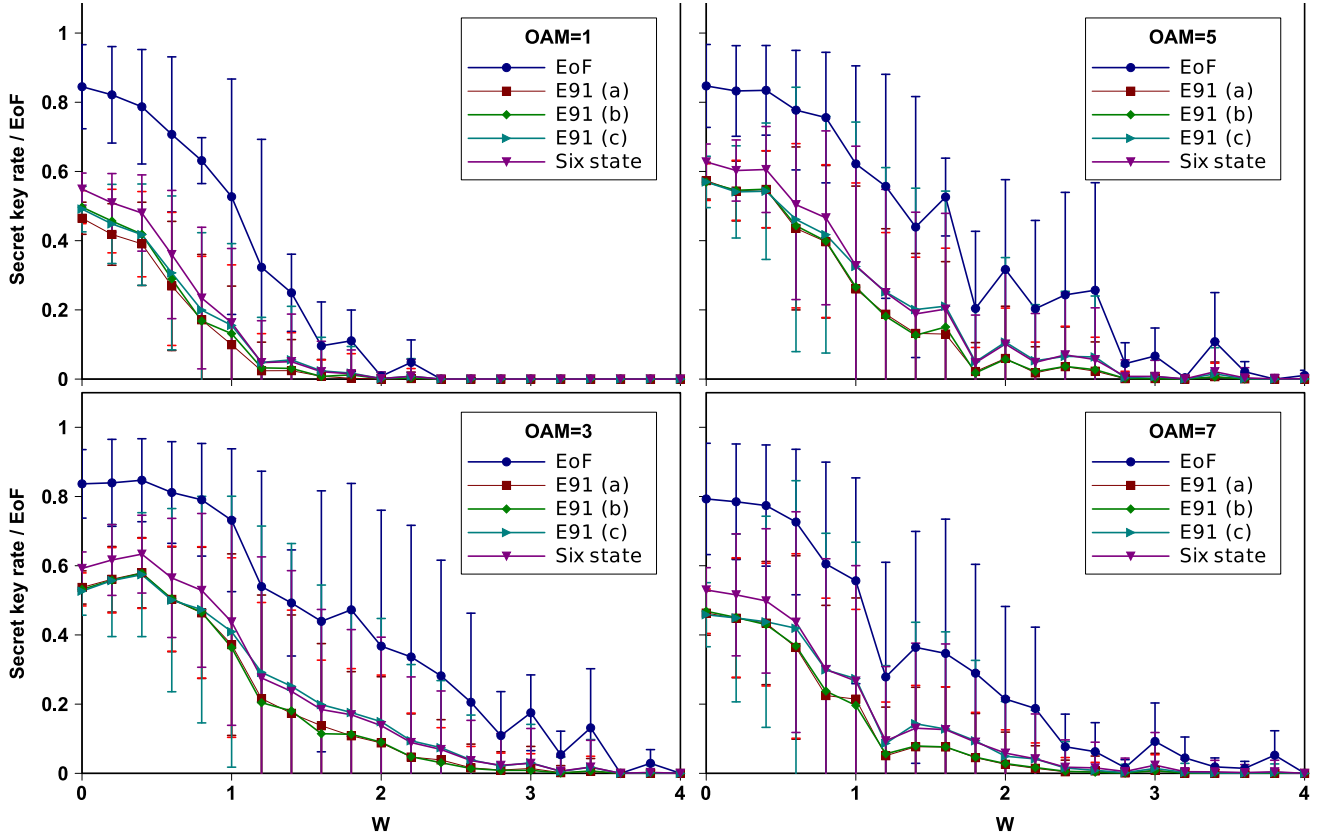 OAM=1
EoF
E91 (a)
E91 (b)
E91 (c)
Six state
1
0.8
0.6
0.4
0.2
0
Secret key rate / EoF
OAM=5
EoF
E91 (a)
E91 (b)
E91 (c)
Six state
OAM=3
EoF
E91 (a)
E91 (b)
E91 (c)
Six state
1
0.8
0.6
0.4
0.2
0
Secret key rate / EoF
0 1 2 3 4
W
OAM=7
EoF
E91 (a)
E91 (b)
E91 (c)
Six state
0 1 2 3 4
W